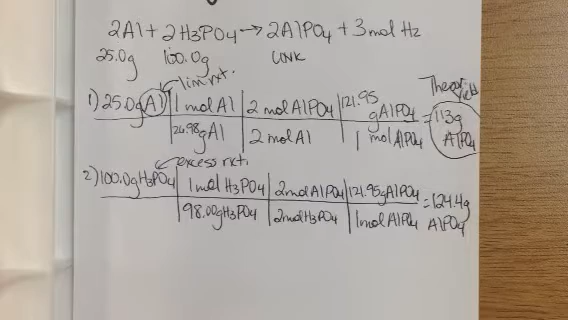 2Al + 2H3PO4 → 2AlPO4 + 3mol H2
25.0g 100.0g UNK
lim rxt. Theor. Yield
1) 25.0g Al | 1 mol Al | 2 mol AlPO4 | 121.95 g AlPO4 = 113g AlPO4
26.98g Al | 2 mol Al | 1 mol AlPO4
excess rxt.
2) 100.0g H3PO4 | 1mol H3PO4 | 2mol AlPO4 | 121.95g AlPO4 = 124.4g AlPO4
98.00g H3PO4 | 2mol H3PO4 | 1mol AlPO4